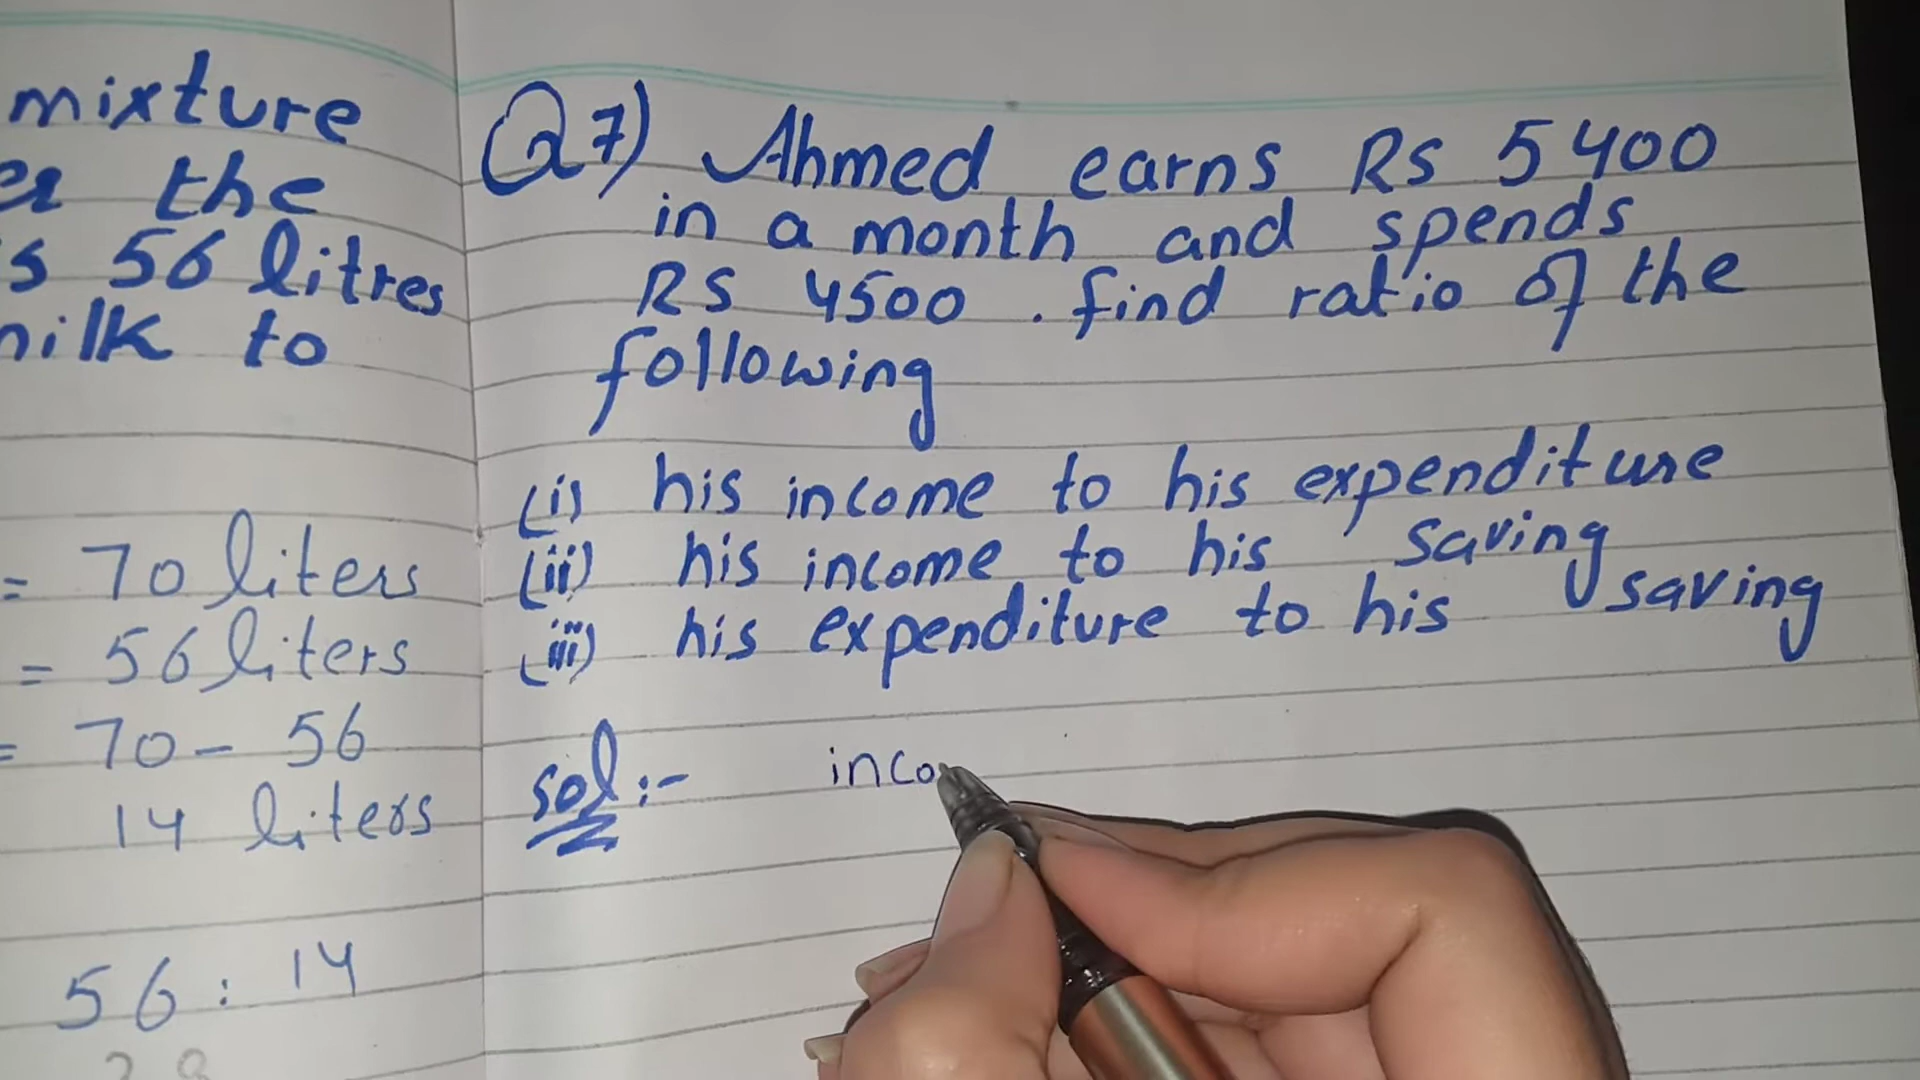 mixture
the
56 litres
to
= 70 liters
= 56 liters
= 70 - 56
14 liters
56 : 14
Q7) Ahmed earns Rs 5400
in a month and spends
RS 4500 . find ratio of the
following
(i) his income to his expenditure
(ii) his income to his saving
(iii) his expenditure to his saving
sol:- inco